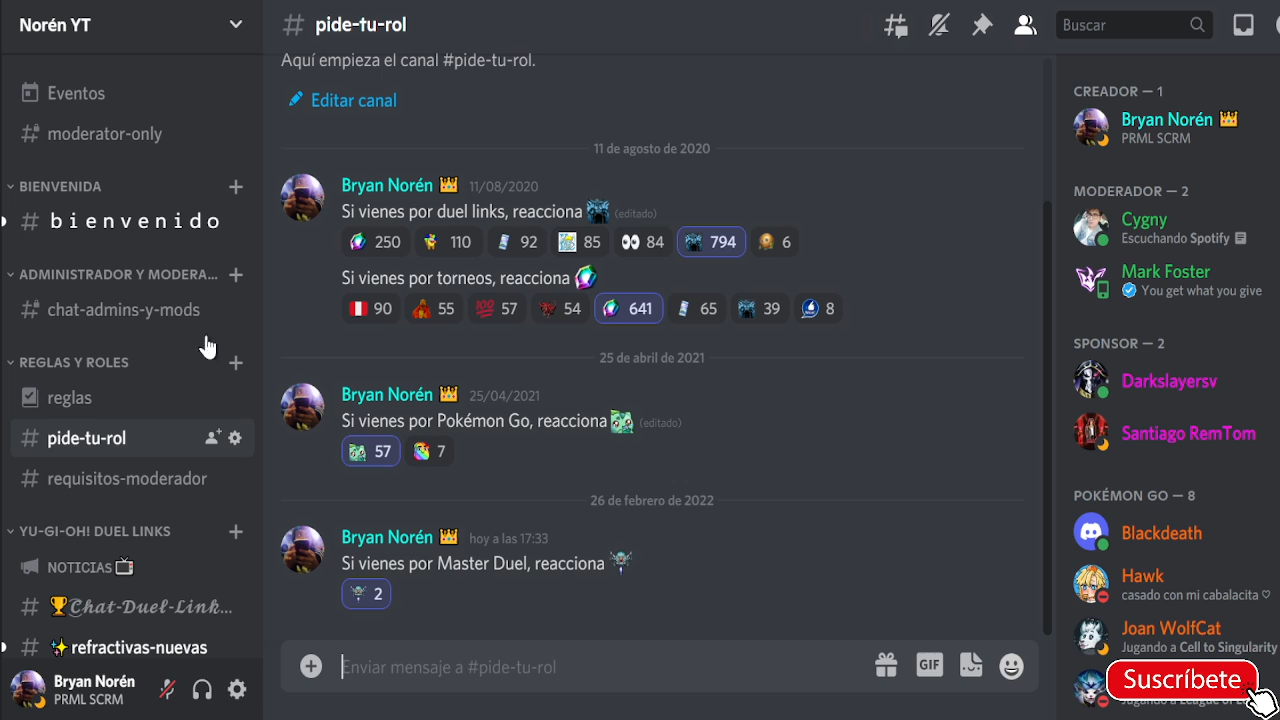 Norén YT
Eventos
moderator-only
BIENVENIDA
bienvenido
ADMINISTRADOR Y MODERA...
chat-admins-y-mods
REGLAS Y ROLES
reglas
pide-tu-rol
requisitos-moderador
YU-GI-OH! DUEL LINKS
NOTICIAS📺
🏆𝓒𝓱𝓪𝓽-𝓓𝓾𝓮𝓵-𝓛𝓲𝓷𝓴...
✨refractivas-nuevas
Bryan Norén
PRML SCRM
pide-tu-rol
Buscar
Aquí empieza el canal #pide-tu-rol.
Editar canal
11 de agosto de 2020
Bryan Norén 👑 11/08/2020
Si vienes por duel links, reacciona (editado)
250 110 92 85 84 794 6
Si vienes por torneos, reacciona
90 55 57 54 641 65 39 8
25 de abril de 2021
Bryan Norén 👑 25/04/2021
Si vienes por Pokémon Go, reacciona (editado)
57 7
26 de febrero de 2022
Bryan Norén 👑 hoy a las 17:33
Si vienes por Master Duel, reacciona
2
Enviar mensaje a #pide-tu-rol
GIF
CREADOR — 1
Bryan Norén 👑
PRML SCRM
MODERADOR — 2
Cygny
Escuchando Spotify
Mark Foster
You get what you give
SPONSOR — 2
Darkslayersv
Santiago RemTom
POKÉMON GO — 8
Blackdeath
Hawk
casado con mi cabalacita ♡
Joan WolfCat
Jugando a Cell to Singularity
Suscríbete